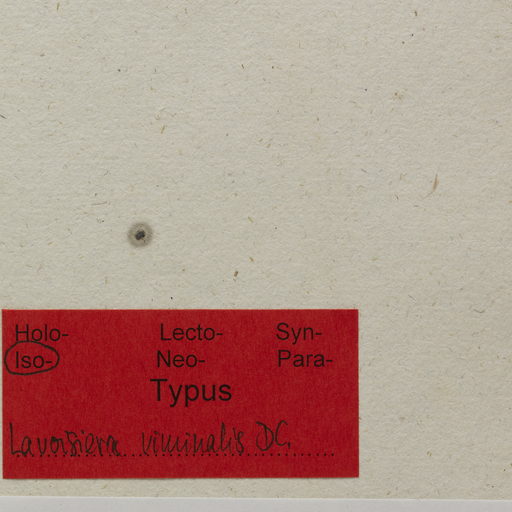 Holo- Lecto- Syn-
Iso- Neo- Para-
Typus
Lavoisiera viminalis DC.